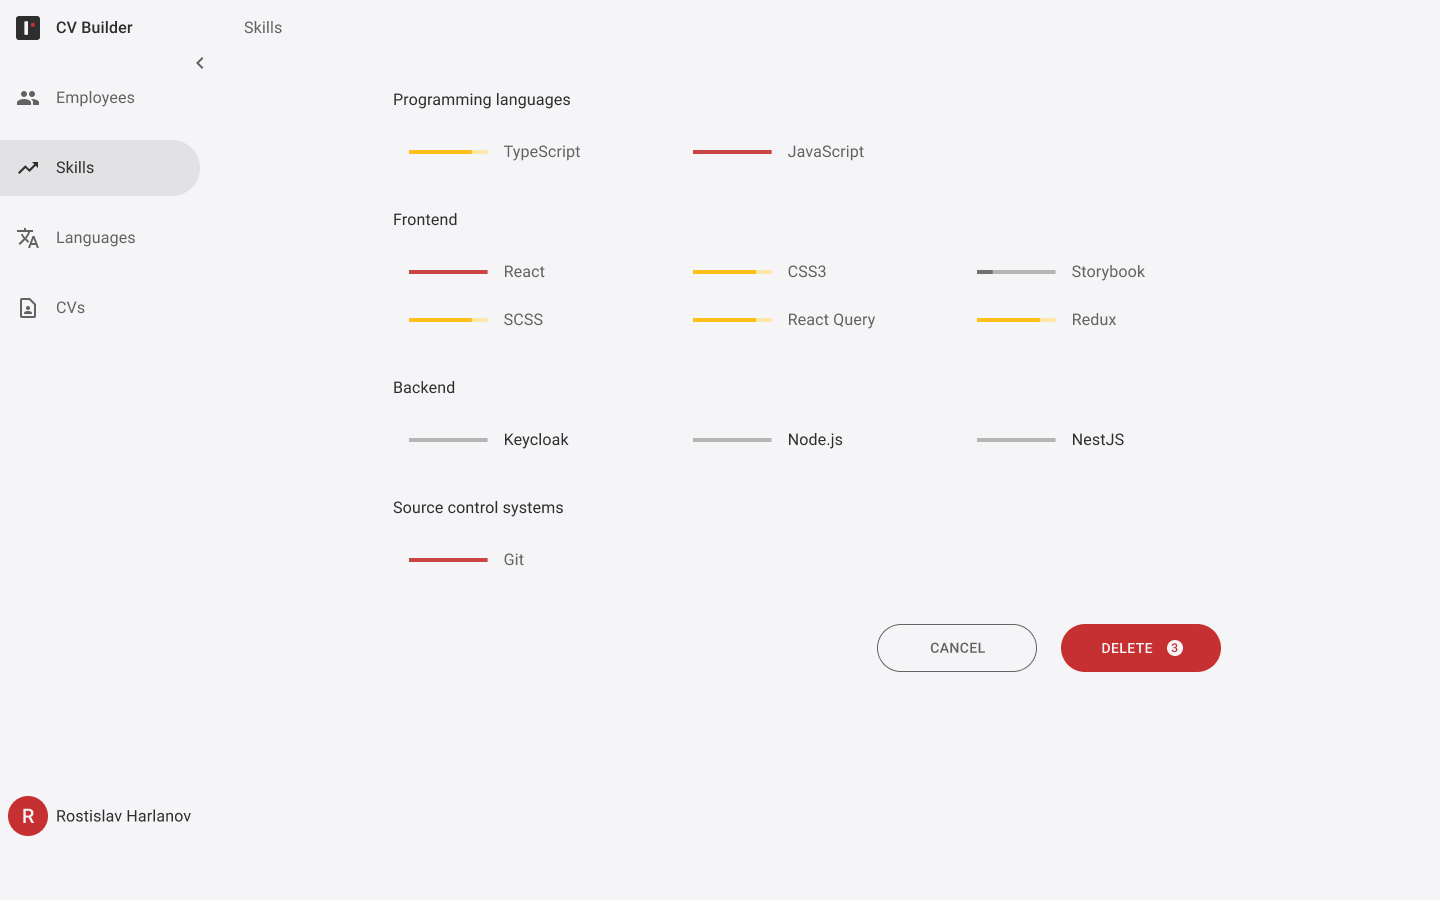 CV Builder
Skills
Employees
Skills
Languages
CVs
Programming languages
TypeScript
JavaScript
Frontend
React
CSS3
Storybook
SCSS
React Query
Redux
Backend
Keycloak
Node.js
NestJS
Source control systems
Git
CANCEL
DELETE 3
R
Rostislav Harlanov